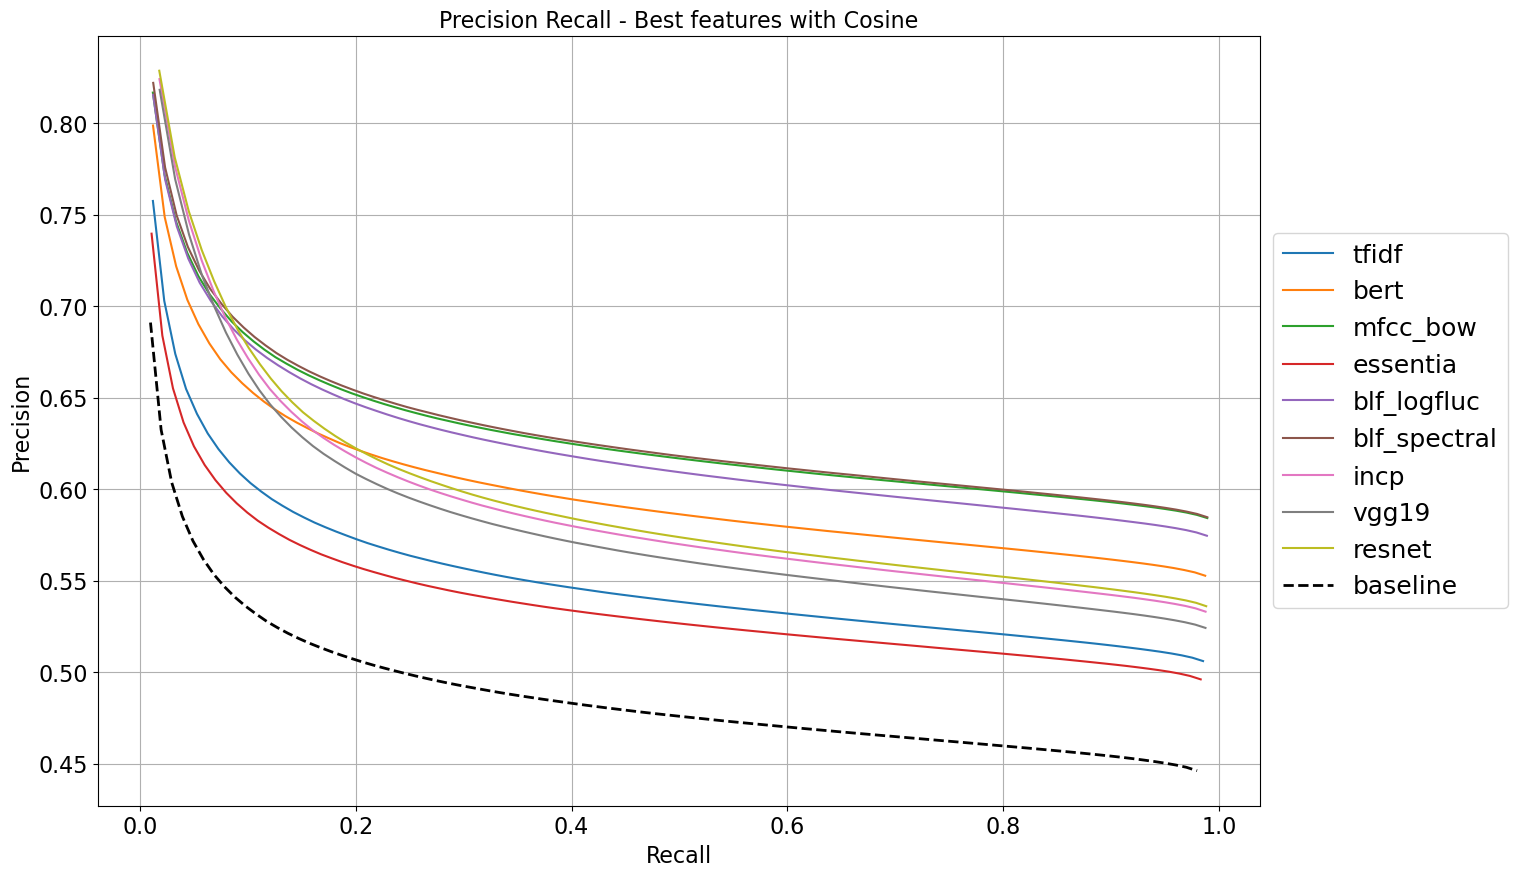 Precision Recall - Best features with Cosine
Precision
0.80
0.75
0.70
0.65
0.60
0.55
0.50
0.45
0.0 0.2 0.4 0.6 0.8 1.0
Recall
tfidf
bert
mfcc_bow
essentia
blf_logfluc
blf_spectral
incp
vgg19
resnet
baseline